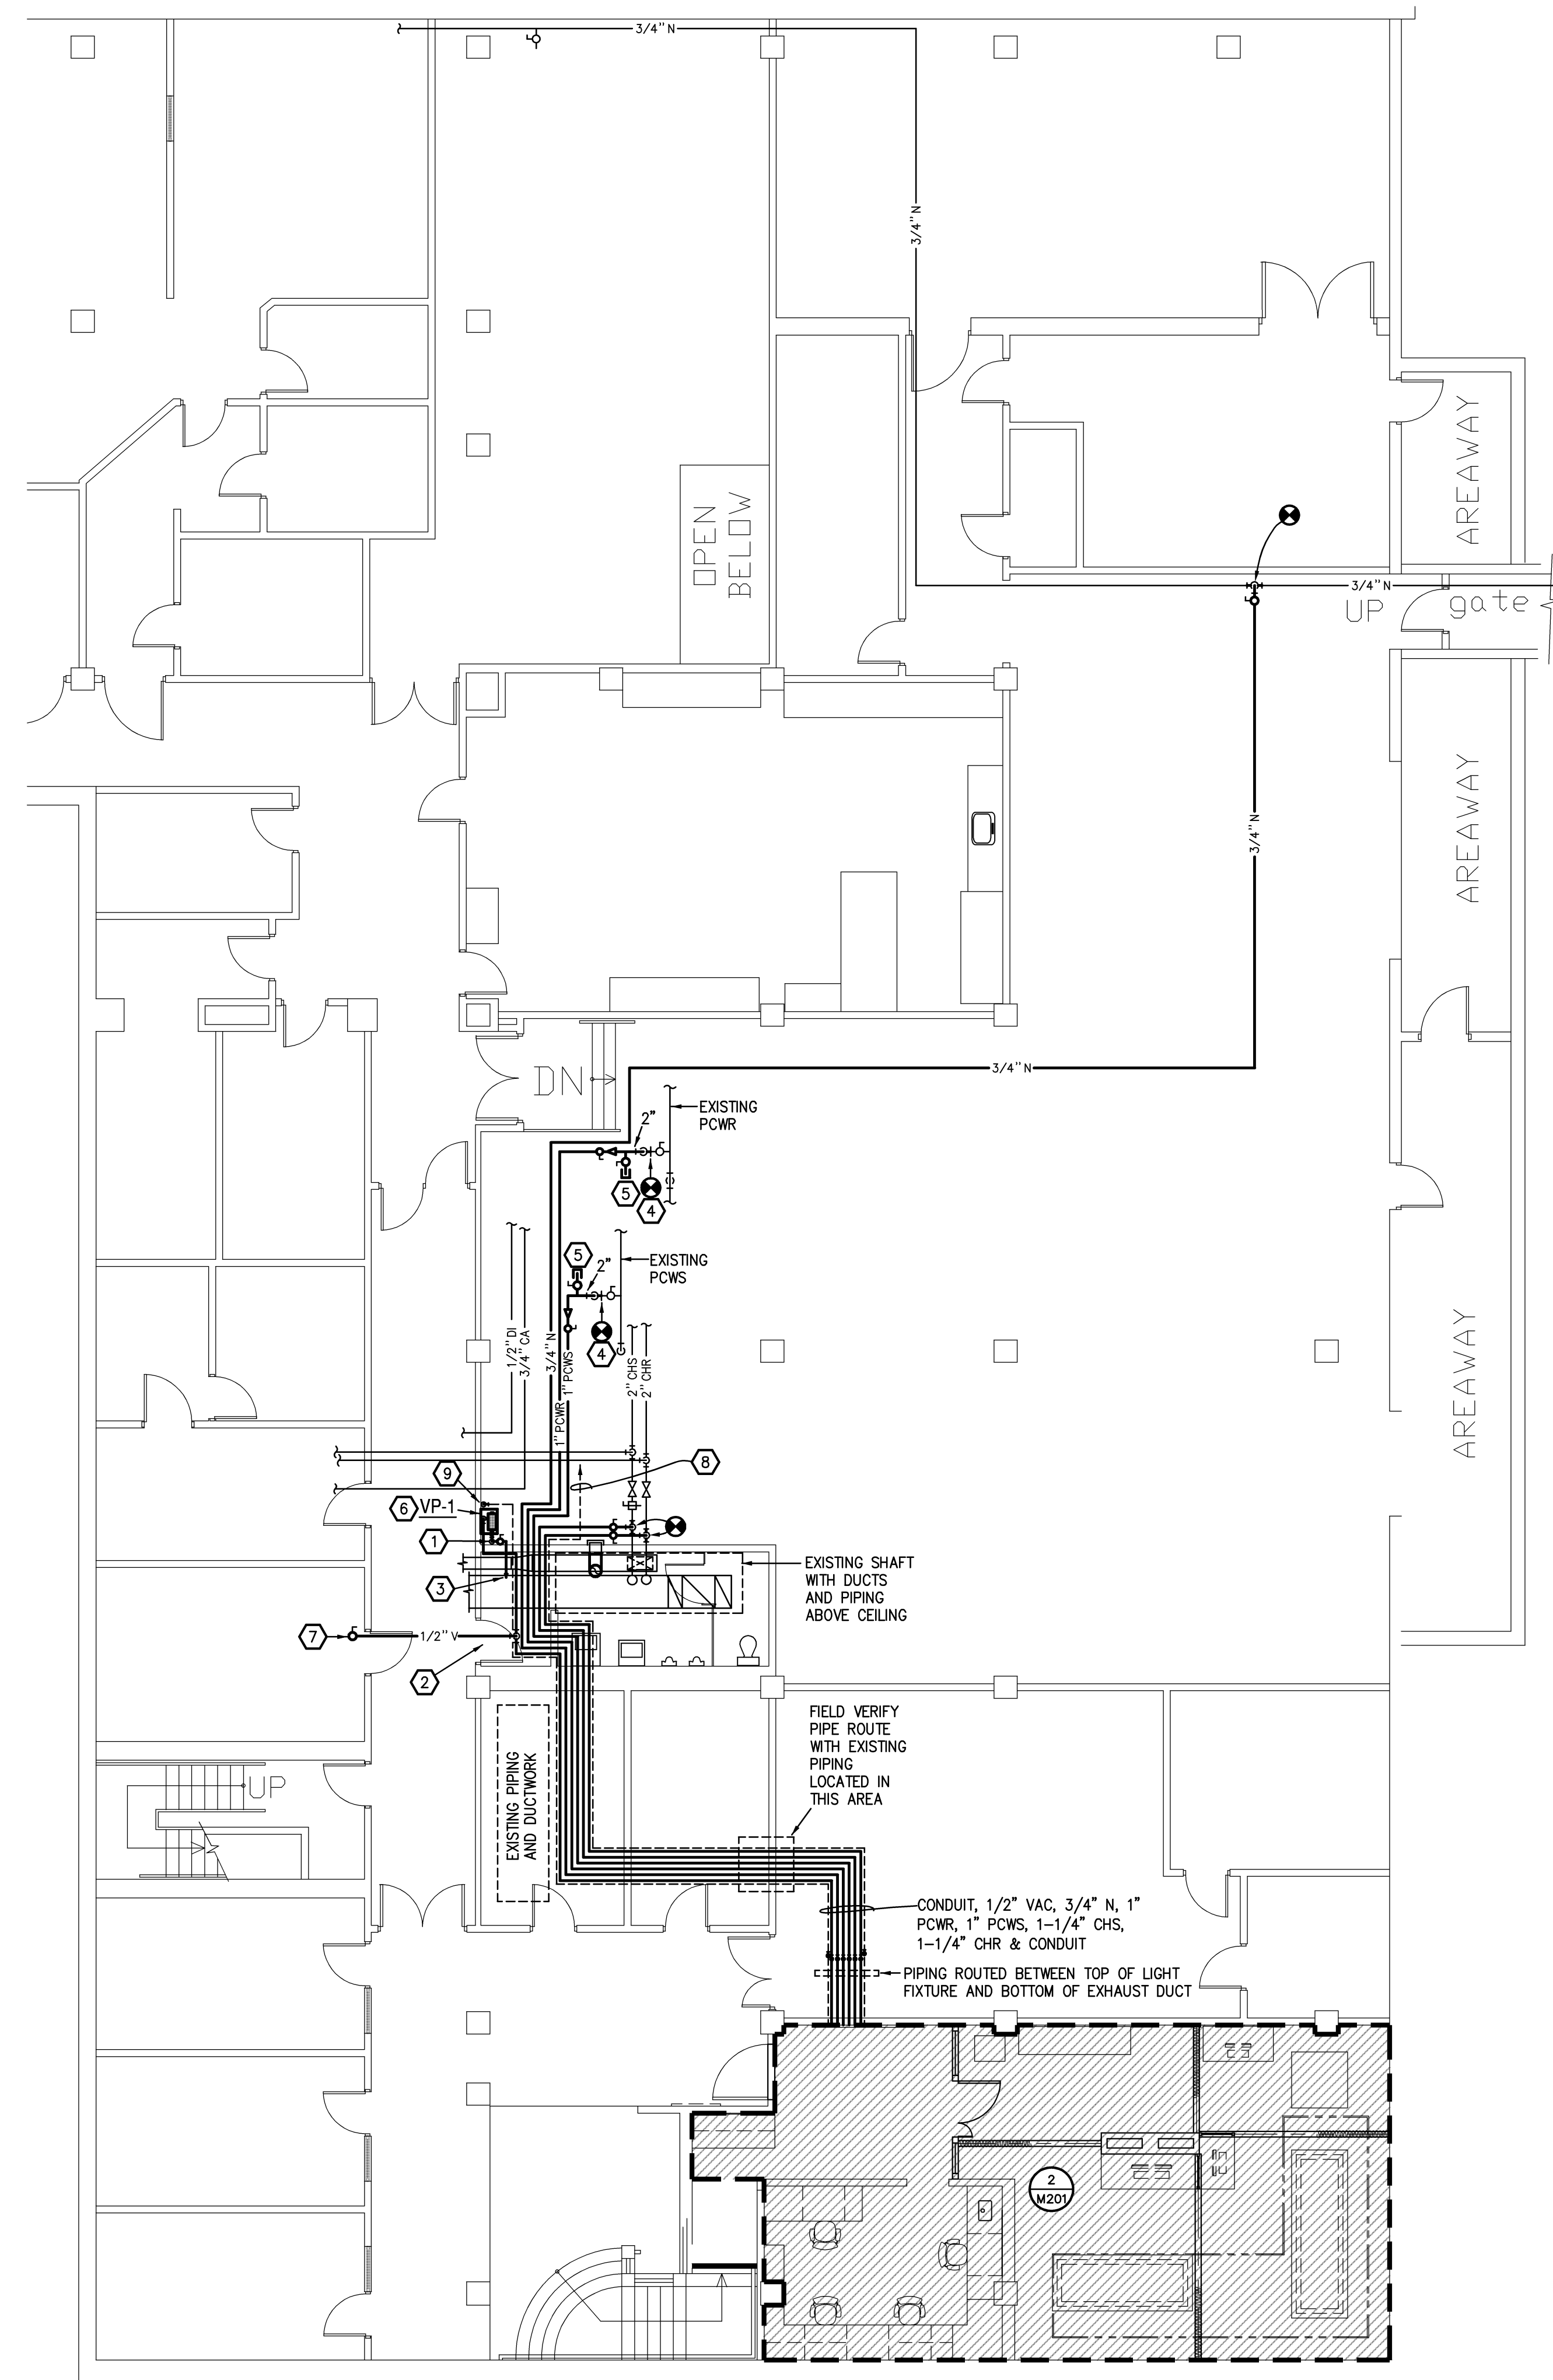 3/4" N
3/4" N
AREAWAY
OPEN
BELOW
3/4" N
UP
gate
AREAWAY
3/4" N
3/4" N
DN
EXISTING
PCWR
2"
5
4
EXISTING
PCWS
5
2"
4
1/2" DI
3/4" CA
3/4" N
1" PCWR
1" PCWS
2" CHS
2" CHR
AREAWAY
8
9
6
VP-1
1
3
EXISTING SHAFT
WITH DUCTS
AND PIPING
ABOVE CEILING
7
1/2" V
2
FIELD VERIFY
PIPE ROUTE
WITH EXISTING
PIPING
LOCATED IN
THIS AREA
EXISTING PIPING
AND DUCTWORK
UP
CONDUIT, 1/2" VAC, 3/4" N, 1"
PCWR, 1" PCWS, 1-1/4" CHS,
1-1/4" CHR & CONDUIT
PIPING ROUTED BETWEEN TOP OF LIGHT
FIXTURE AND BOTTOM OF EXHAUST DUCT
2
M201